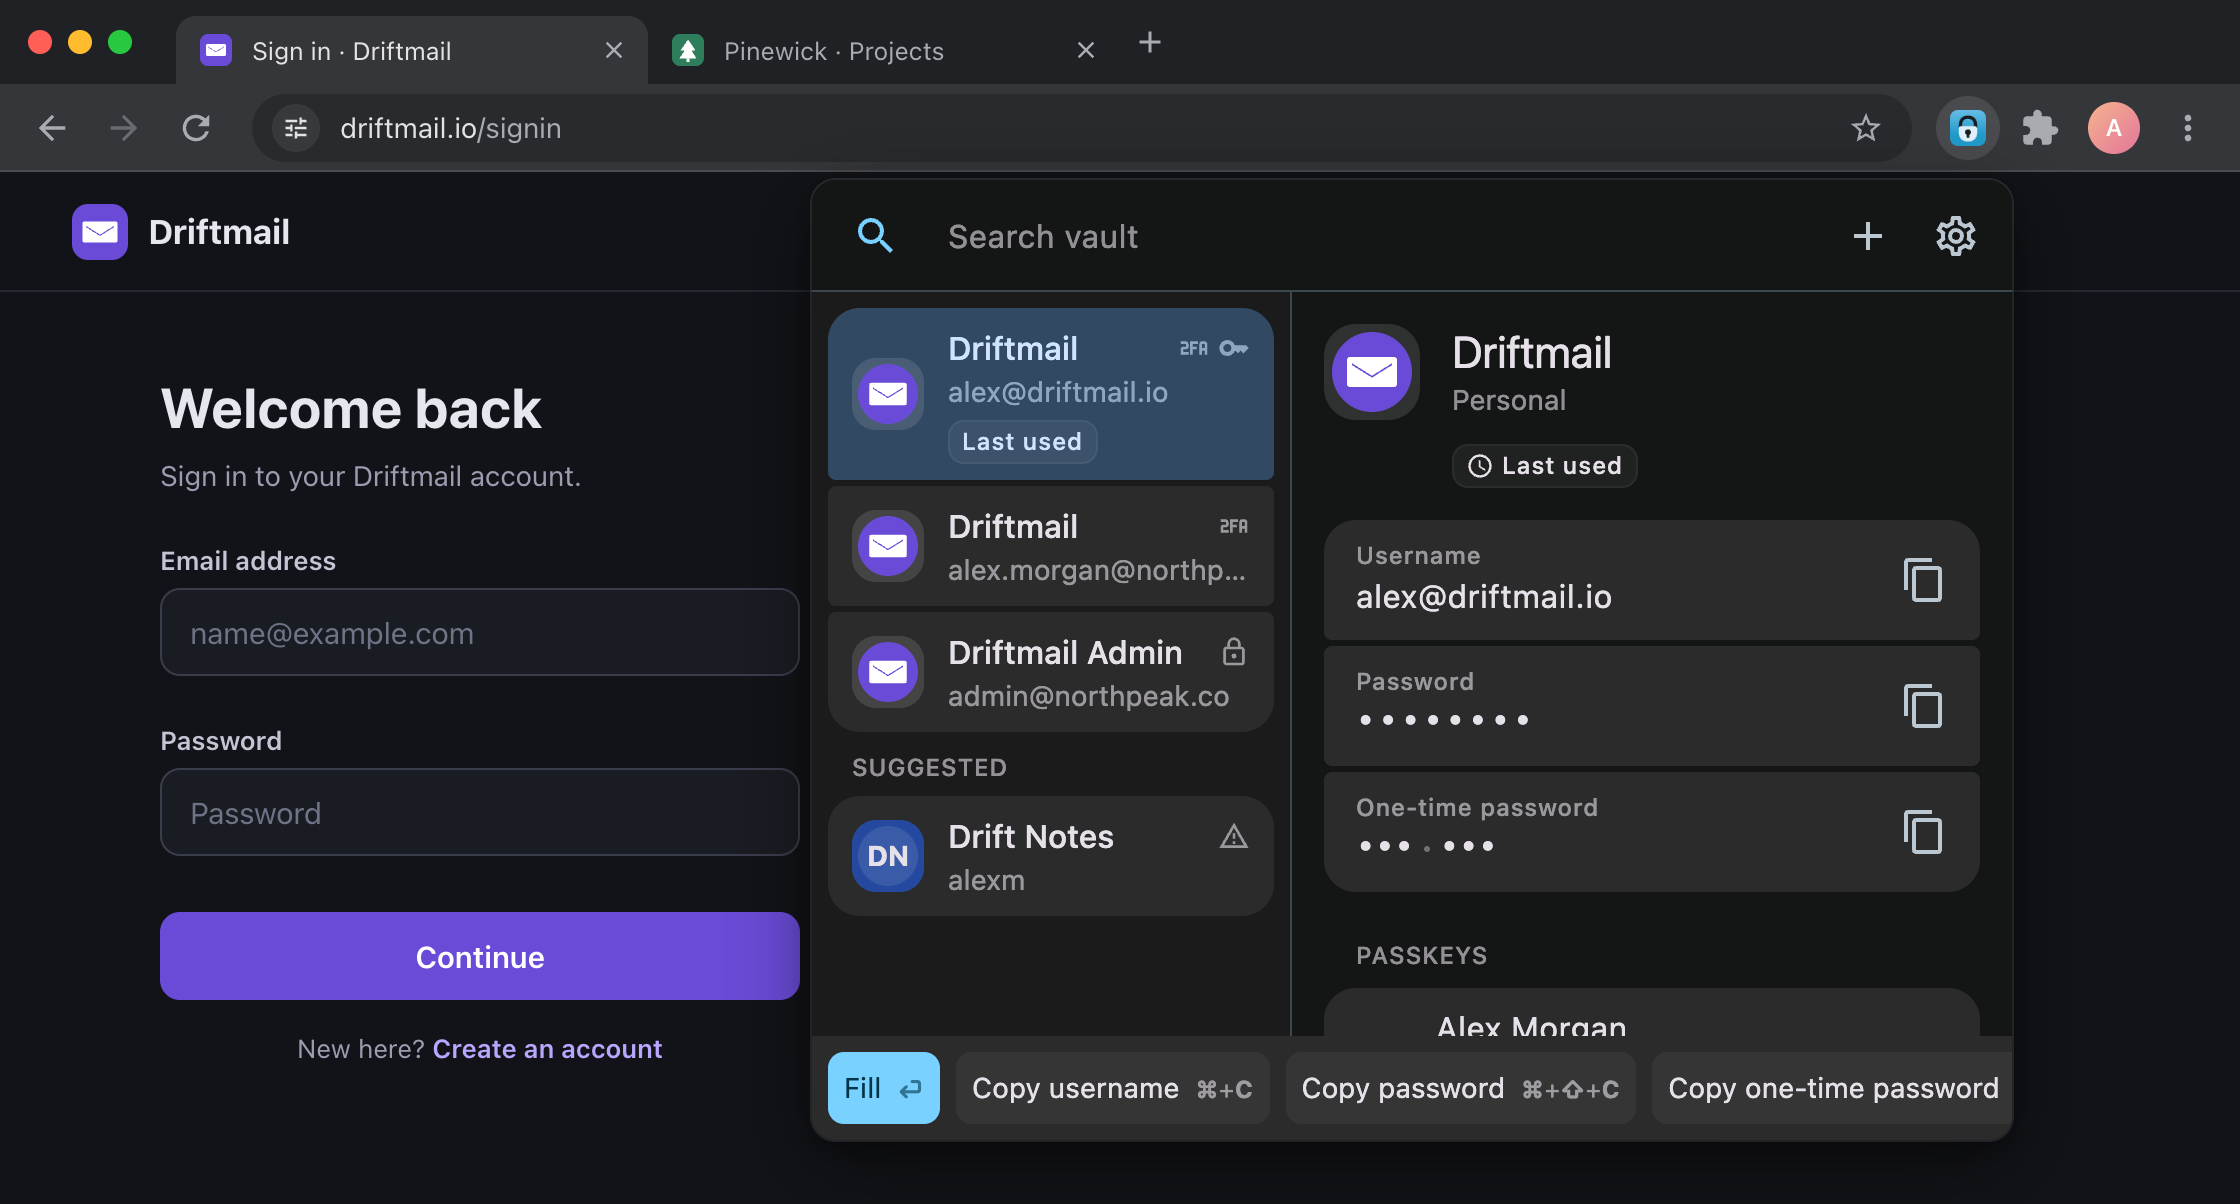 Sign in · Driftmail
Pinewick · Projects
driftmail.io/signin
A
Driftmail
Welcome back
Sign in to your Driftmail account.
Email address
name@example.com
Password
Password
Continue
New here? Create an account
Search vault
Driftmail
2FA
alex@driftmail.io
Last used
Driftmail
2FA
alex.morgan@northp...
Driftmail Admin
admin@northpeak.co
SUGGESTED
DN
Drift Notes
alexm
Driftmail
Personal
Last used
Username
alex@driftmail.io
Password
••••••••
One-time password
••• . •••
PASSKEYS
Alex Morgan
Fill
Copy username ⌘+C
Copy password ⌘+⇧+C
Copy one-time password